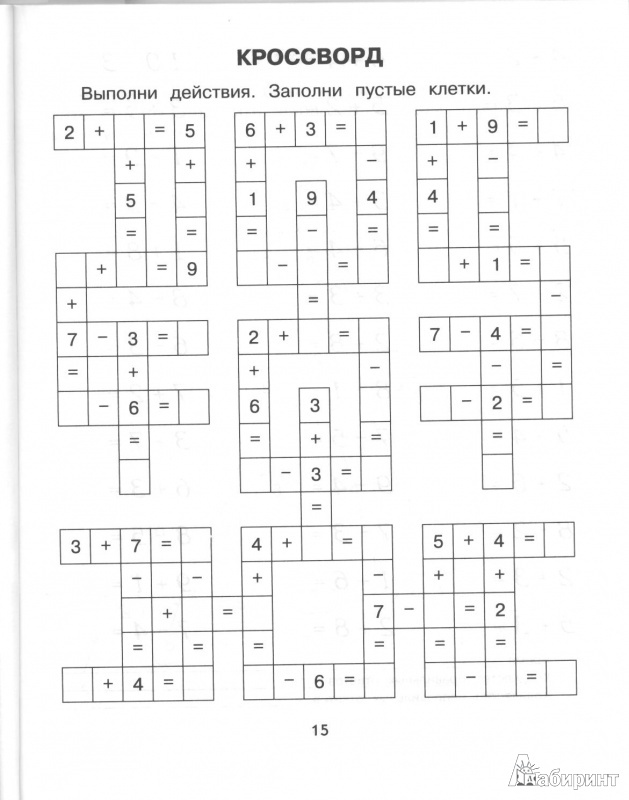 КРОССВОРД
Выполни действия. Заполни пустые клетки.
2 + = 5 6 + 3 = 1 + 9 =
+ + + - + -
5 1 9 4 4
= = = - = = =
+ = 9 - = + 1 =
+ = -
7 - 3 = 2 + = 7 - 4 =
= + + - - =
- 6 = 6 3 - 2 =
= = + = =
- 3 =
=
3 + 7 = 4 + = 5 + 4 =
- - + - + +
+ = 7 - = 2
= = = = = =
+ 4 = - 6 = - =
15
Лабиринт